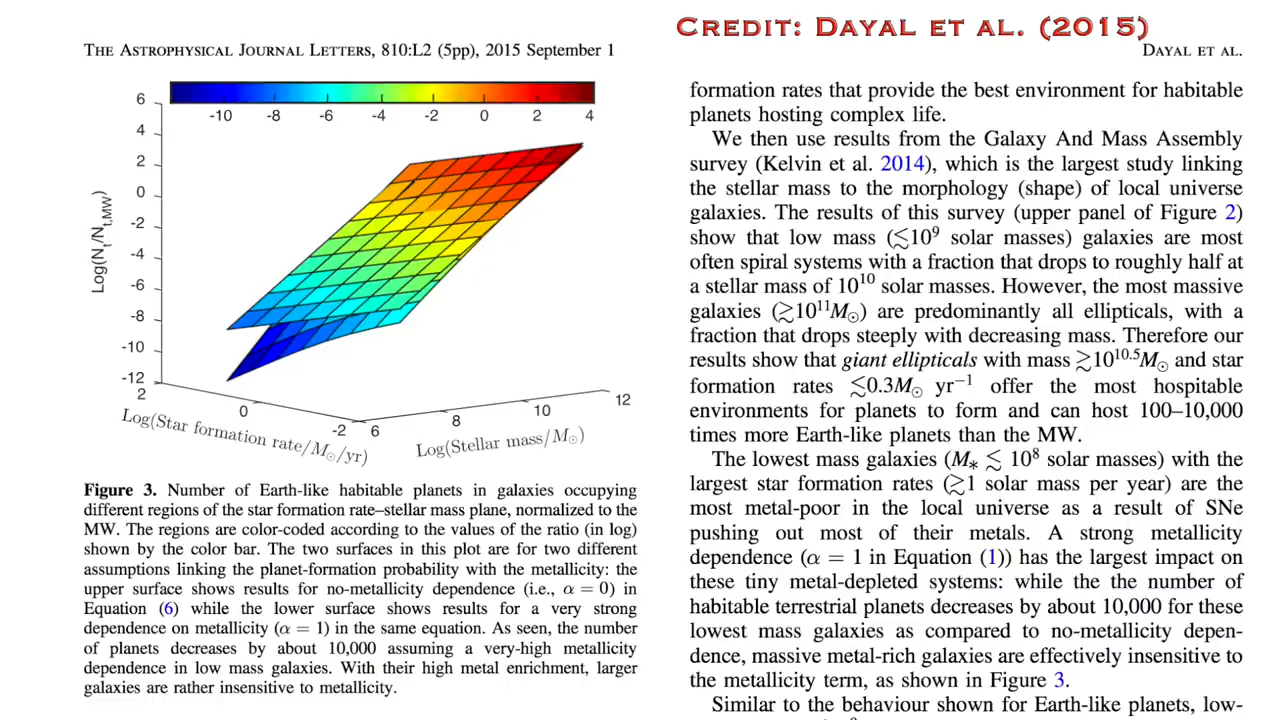 CREDIT: DAYAL ET AL. (2015)
THE ASTROPHYSICAL JOURNAL LETTERS, 810:L2 (5pp), 2015 September 1
DAYAL ET AL.
-10 -8 -6 -4 -2 0 2 4
6
4
2
0
-2
-4
-6
-8
-10
-12
Log(Nt/Nt,MW)
2
0
-2
Log(Star formation rate/M⊙/yr)
6
8
10
12
Log(Stellar mass/M⊙)
Figure 3. Number of Earth-like habitable planets in galaxies occupying
different regions of the star formation rate–stellar mass plane, normalized to the
MW. The regions are color-coded according to the values of the ratio (in log)
shown by the color bar. The two surfaces in this plot are for two different
assumptions linking the planet-formation probability with the metallicity: the
upper surface shows results for no-metallicity dependence (i.e., α = 0) in
Equation (6) while the lower surface shows results for a very strong
dependence on metallicity (α = 1) in the same equation. As seen, the number
of planets decreases by about 10,000 assuming a very-high metallicity
dependence in low mass galaxies. With their high metal enrichment, larger
galaxies are rather insensitive to metallicity.
formation rates that provide the best environment for habitable
planets hosting complex life.
We then use results from the Galaxy And Mass Assembly
survey (Kelvin et al. 2014), which is the largest study linking
the stellar mass to the morphology (shape) of local universe
galaxies. The results of this survey (upper panel of Figure 2)
show that low mass (≲10⁹ solar masses) galaxies are most
often spiral systems with a fraction that drops to roughly half at
a stellar mass of 10¹⁰ solar masses. However, the most massive
galaxies (≳10¹¹M⊙) are predominantly all ellipticals, with a
fraction that drops steeply with decreasing mass. Therefore our
results show that giant ellipticals with mass ≳10¹⁰·⁵M⊙ and star
formation rates ≲0.3M⊙ yr⁻¹ offer the most hospitable
environments for planets to form and can host 100–10,000
times more Earth-like planets than the MW.
The lowest mass galaxies (M* ≲ 10⁸ solar masses) with the
largest star formation rates (≳1 solar mass per year) are the
most metal-poor in the local universe as a result of SNe
pushing out most of their metals. A strong metallicity
dependence (α = 1 in Equation (1)) has the largest impact on
these tiny metal-depleted systems: while the the number of
habitable terrestrial planets decreases by about 10,000 for these
lowest mass galaxies as compared to no-metallicity depen-
dence, massive metal-rich galaxies are effectively insensitive to
the metallicity term, as shown in Figure 3.
Similar to the behaviour shown for Earth-like planets, low-